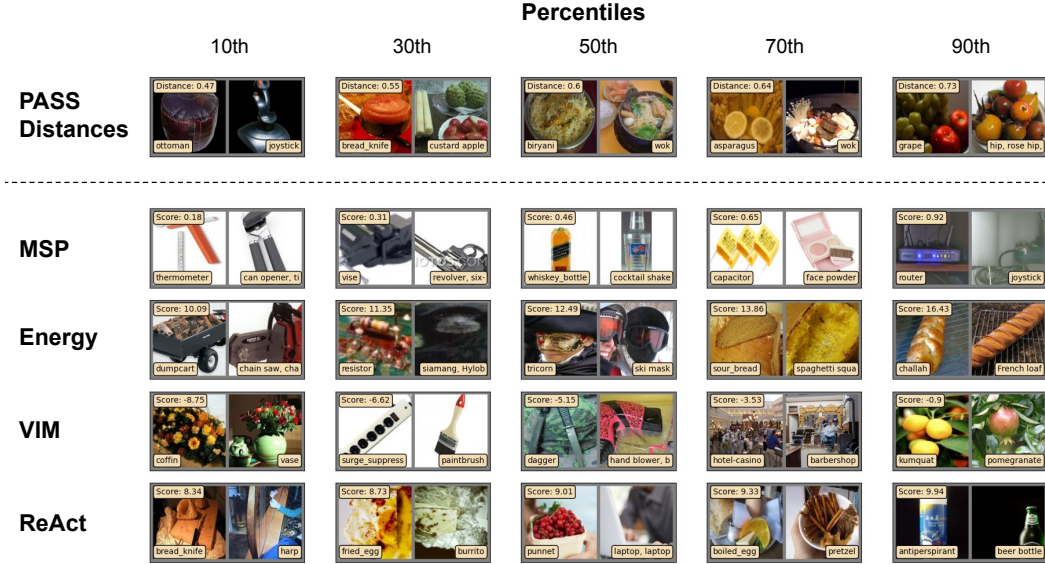 Percentiles
10th 30th 50th 70th 90th
PASS
Distances
Distance: 0.47 Distance: 0.55 Distance: 0.6 Distance: 0.64 Distance: 0.73
ottoman joystick bread_knife custard apple biryani wok asparagus wok grape hip, rose hip,
MSP
Score: 0.18 Score: 0.31 Score: 0.46 Score: 0.65 Score: 0.92
thermometer can opener, ti vise revolver, six- whiskey_bottle cocktail shake capacitor face powder router joystick
Energy
Score: 10.09 Score: 11.35 Score: 12.49 Score: 13.86 Score: 16.43
dumpcart chain saw, cha resistor siamang, Hylob tricorn ski mask sour_bread spaghetti squa challah French loaf
VIM
Score: -8.75 Score: -6.62 Score: -5.15 Score: -3.53 Score: -0.9
coffin vase surge_suppress paintbrush dagger hand blower, b hotel-casino barbershop kumquat pomegranate
ReAct
Score: 8.34 Score: 8.73 Score: 9.01 Score: 9.33 Score: 9.94
bread_knife harp fried_egg burrito punnet laptop, laptop boiled_egg pretzel antiperspirant beer bottle